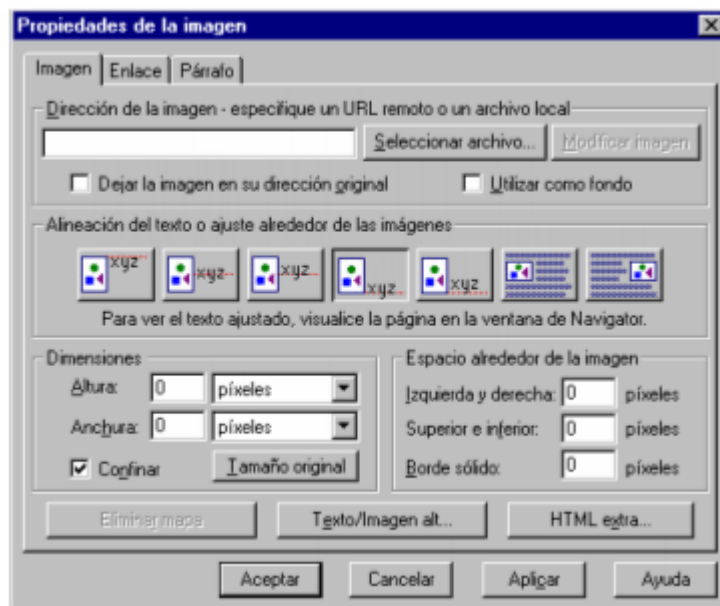 Propiedades de la imagen
Imagen Enlace Párrafo
Dirección de la imagen - especifique un URL remoto o un archivo local
Seleccionar archivo... Modificar imagen
Dejar la imagen en su dirección original Utilizar como fondo
Alineación del texto o ajuste alrededor de las imágenes
xyz xyz xyz xyz xyz
Para ver el texto ajustado, visualice la página en la ventana de Navigator.
Dimensiones Espacio alrededor de la imagen
Altura: 0 píxeles Izquierda y derecha: 0 píxeles
Anchura: 0 píxeles Superior e inferior: 0 píxeles
Confinar Tamaño original Borde sólido: 0 píxeles
Eliminar mapa Texto/Imagen alt... HTML extra...
Aceptar Cancelar Aplicar Ayuda